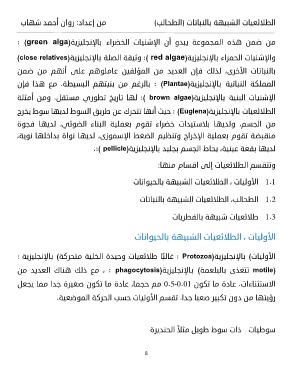 الطلائعيات الشبيهة بالنباتات (الطحالب) من إعداد: روان أحمد شهاب
من ضمن هذه المجموعة يبدو أن الإشنيات الخضراء بالإنجليزية(green alga) :
والإشنيات الحمراء بالإنجليزية(red algae ): وثيقة الصلة بالإنجليزية(close relatives)
بالنباتات الأخرى، لذلك فإن العديد من المؤلفين عاملوهم على أنهم من ضمن
المملكة النباتية بالإنجليزية(Plantae) : بالرغم من بنيتهم البسيطة. مع هذا فإن
الإشنيات البنية بالإنجليزية(brown algae ): لها تاريخ تطوري مستقل. ومن أمثلة
الطلائعيات بالإنجليزية(Euglena) : حيث أنها تتحرك عن طريق السوط لديها سوط يخرج
من الجسم، ولديها بلاستيدات خضراء تقوم بعملية البناء الضوئي، لديها فجوة
منقبضة تقوم بعملية الإخراج وتنظيم الضغط الإسموزي، لديها نواة بداخلها نوية،
لديها بقعة عينية، يحاط الجسم بجليد بالإنجليزية(pellicle ):.
وتنقسم الطلائعيات إلى اقسام منها:
1.1 الأوليات ، الطلائعيات الشبيهة بالحيوانات
1.2 الطحالب، الطلائعيات الشبيهة بالنباتات
1.3 طلائعيات شبيهة بالفطريات
الأوليات ، الطلائعيات الشبيهة بالحيوانات
الأوليات) بالإنجليزية(Protozoa : غالبًا طلائعيات وحيدة الخلية متحركة) بالإنجليزية :
motile) تتغذى بالبلعمة) بالإنجليزية(phagocytosis : ، مع ذلك هناك العديد من
الاستثناءات. عادة ما تكون 0.01-0.5 مم حجما، عادة ما تكون صغيرة جدا مما يجعل
رؤيتها من دون تكبير صعبا جدا. تقسم الأوليات حسب الحركة الموضعية.
سوطيات ذات سوط طويل مثلاً الحنديرة
8